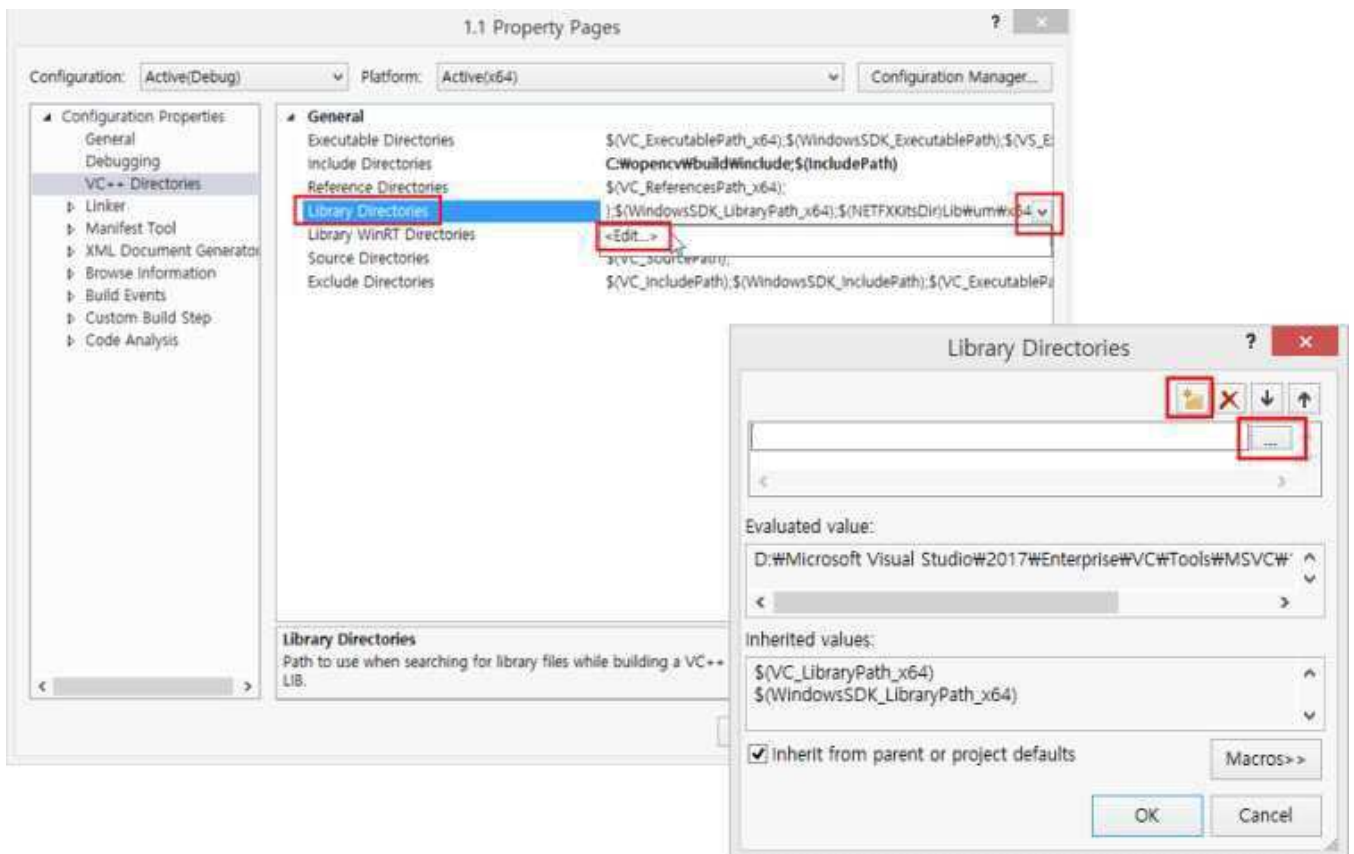 1.1 Property Pages
?
Configuration: Active(Debug) Platform: Active(x64) Configuration Manager...
Configuration Properties
General
Debugging
VC++ Directories
Linker
Manifest Tool
XML Document Generator
Browse Information
Build Events
Custom Build Step
Code Analysis
General
Executable Directories $(VC_ExecutablePath_x64);$(WindowsSDK_ExecutablePath);$(VS_E
Include Directories C:₩opencv₩build₩include;$(IncludePath)
Reference Directories $(VC_ReferencesPath_x64);
Library Directories );$(WindowsSDK_LibraryPath_x64);$(NETFXKitsDir)Lib₩um₩x64
Library WinRT Directories <Edit...>
Source Directories $(VC_SourcePath);
Exclude Directories $(VC_IncludePath);$(WindowsSDK_IncludePath);$(VC_ExecutablePa
Library Directories
Path to use when searching for library files while building a VC++
LIB.
Library Directories
?
...
Evaluated value:
D:₩Microsoft Visual Studio₩2017₩Enterprise₩VC₩Tools₩MSVC₩
Inherited values:
$(VC_LibraryPath_x64)
$(WindowsSDK_LibraryPath_x64)
Inherit from parent or project defaults
Macros>>
OK Cancel